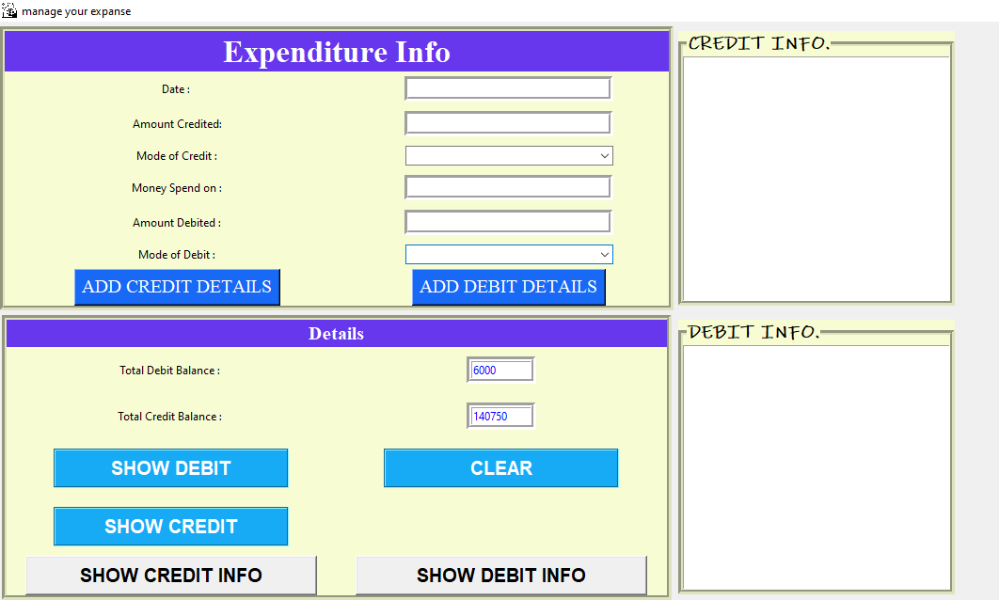 manage your expanse
Expenditure Info
Date :
Amount Credited:
Mode of Credit :
Money Spend on :
Amount Debited :
Mode of Debit :
ADD CREDIT DETAILS
ADD DEBIT DETAILS
CREDIT INFO.
Details
Total Debit Balance :
6000
Total Credit Balance :
140750
SHOW DEBIT
CLEAR
SHOW CREDIT
SHOW CREDIT INFO
SHOW DEBIT INFO
DEBIT INFO.